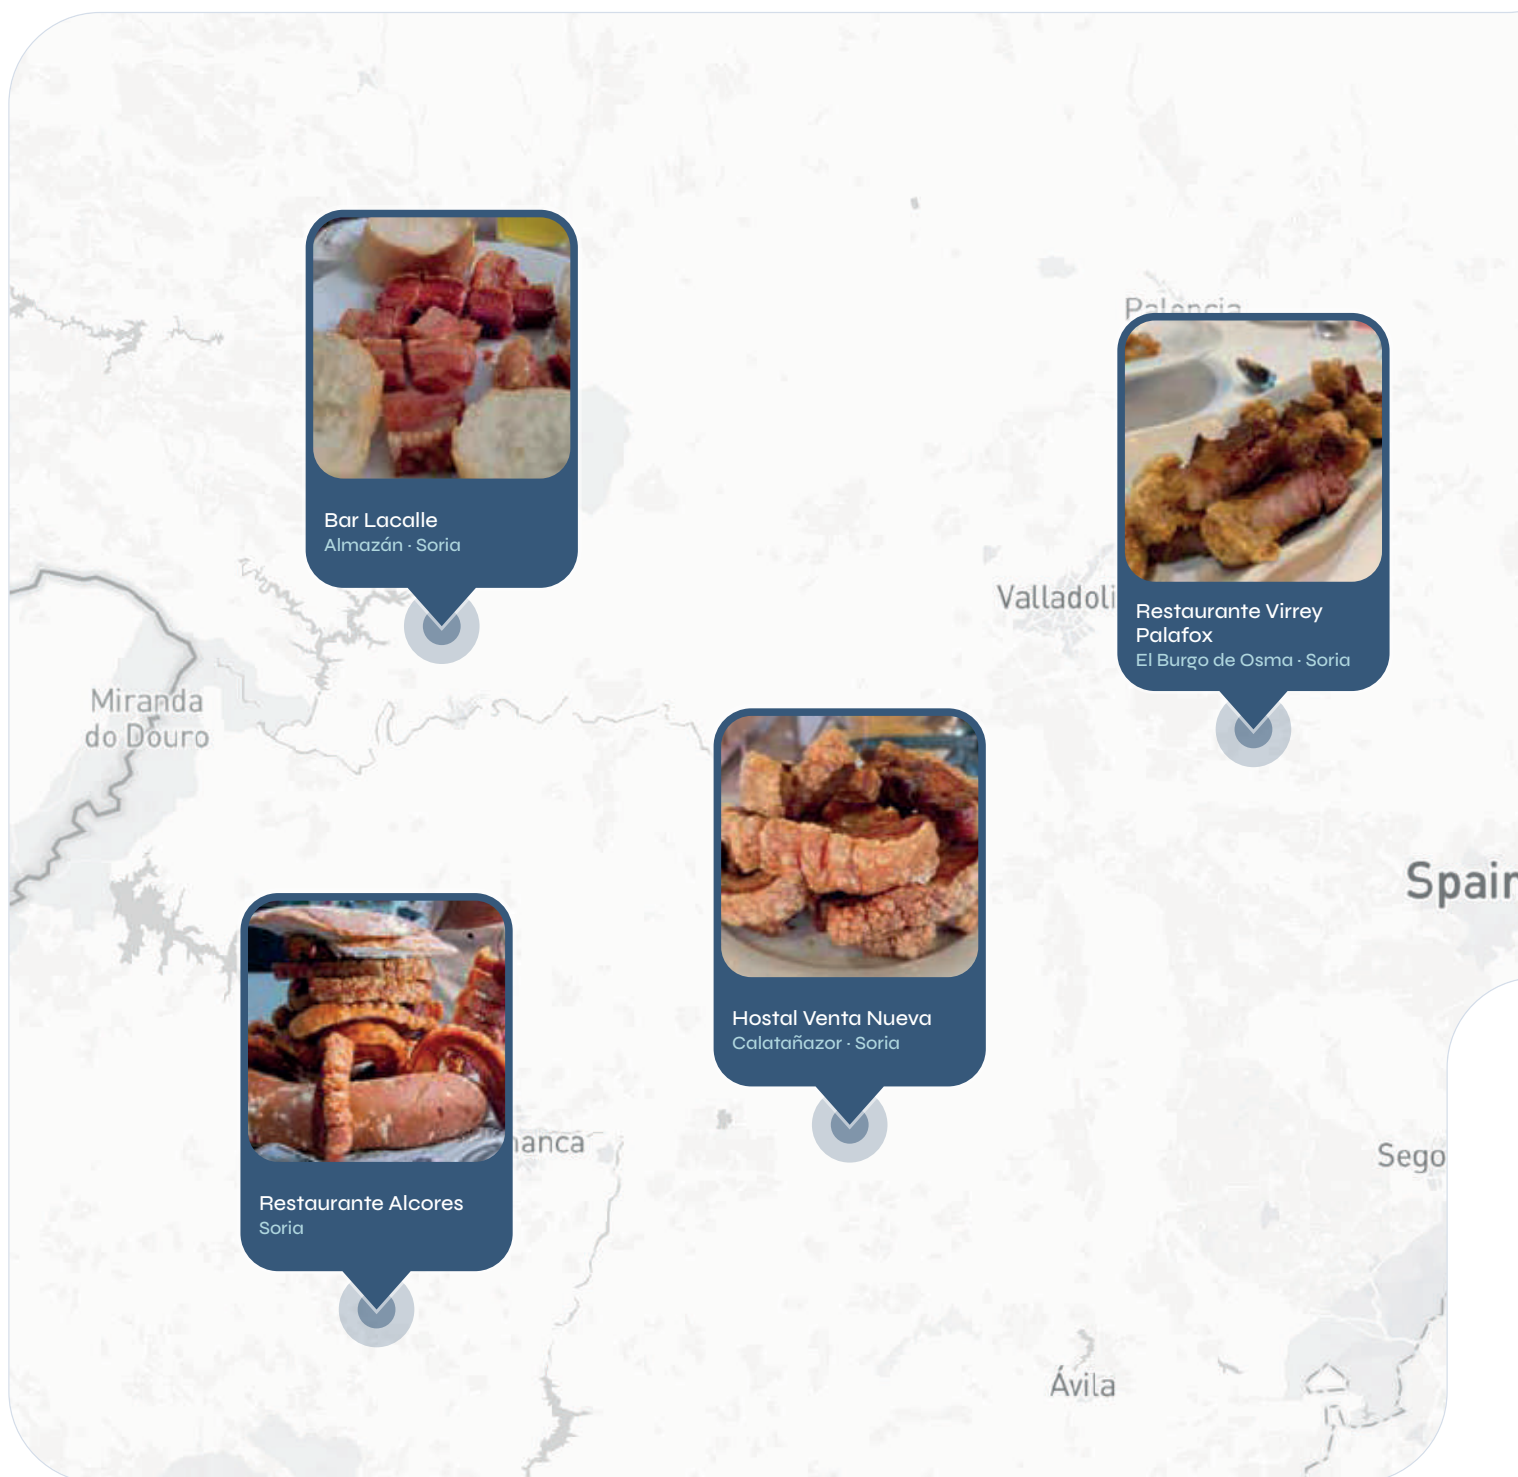 Palencia
Bar Lacalle
Almazán · Soria
Valladoli
Restaurante Virrey
Palafox
El Burgo de Osma · Soria
Miranda
do Douro
Spain
Hostal Venta Nueva
Calatañazor · Soria
anca
Sego
Restaurante Alcores
Soria
Ávila